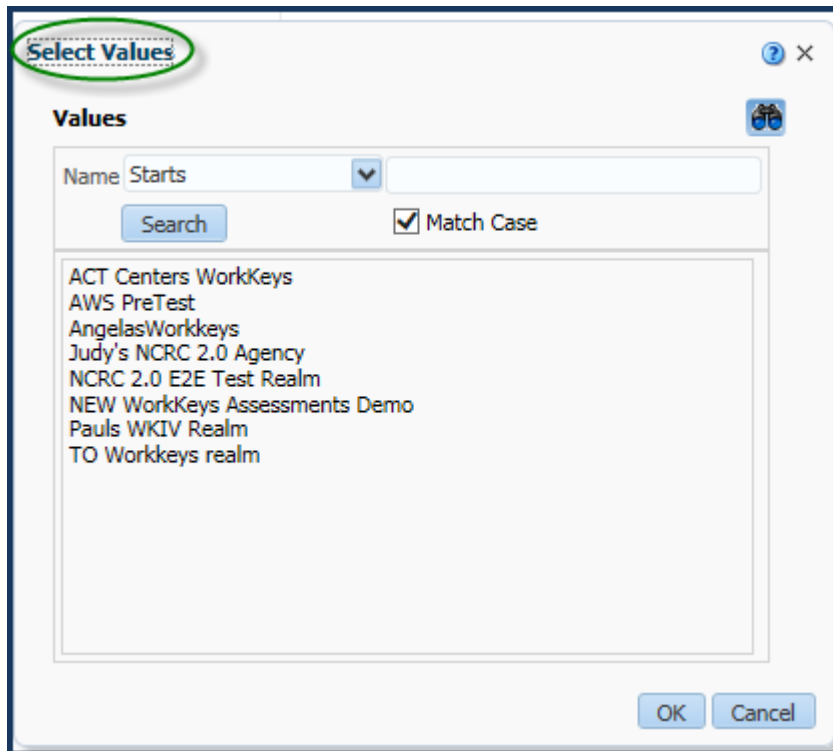 Select Values
Values
Name Starts
Search Match Case
ACT Centers WorkKeys
AWS PreTest
AngelasWorkkeys
Judy's NCRC 2.0 Agency
NCRC 2.0 E2E Test Realm
NEW WorkKeys Assessments Demo
Pauls WKIV Realm
TO Workkeys realm
OK Cancel